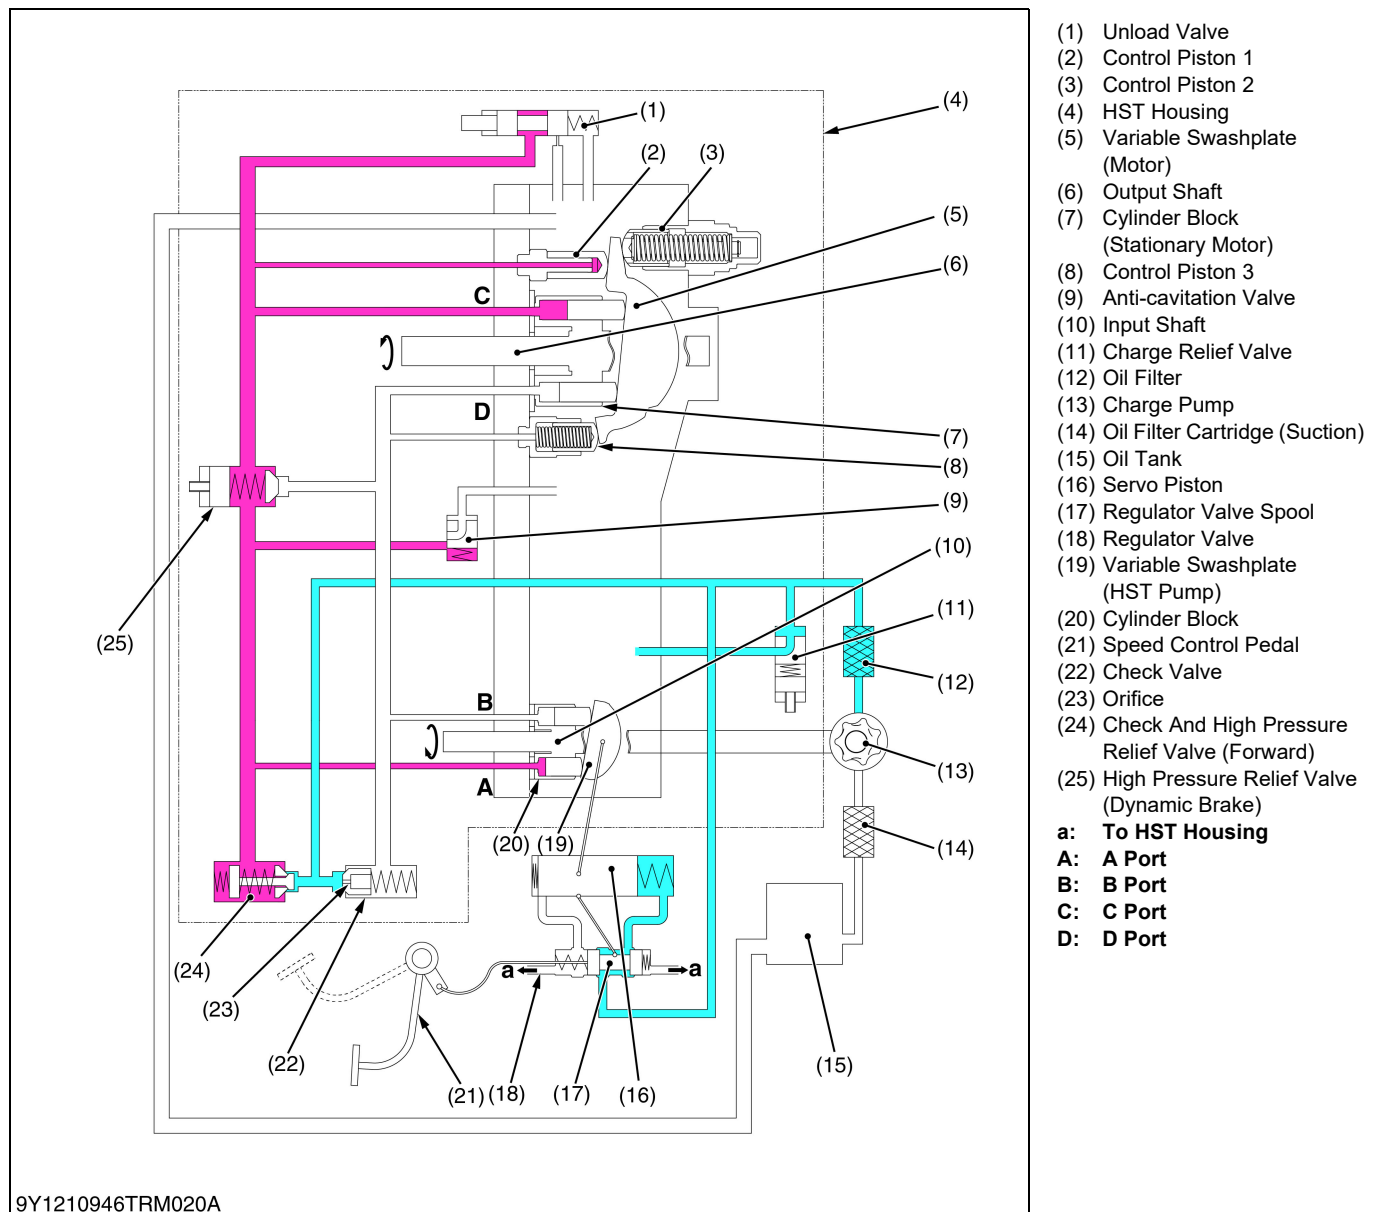 (1)
(2)
(3)
(4)
(5)
(6)
C
D
(7)
(8)
(9)
(10)
(11)
(25)
(12)
B
A
(13)
(20)
(19)
(14)
(24)
(23)
a
a
(22)
(21)
(18)
(17)
(16)
(15)
9Y1210946TRM020A
(1) Unload Valve
(2) Control Piston 1
(3) Control Piston 2
(4) HST Housing
(5) Variable Swashplate
(Motor)
(6) Output Shaft
(7) Cylinder Block
(Stationary Motor)
(8) Control Piston 3
(9) Anti-cavitation Valve
(10) Input Shaft
(11) Charge Relief Valve
(12) Oil Filter
(13) Charge Pump
(14) Oil Filter Cartridge (Suction)
(15) Oil Tank
(16) Servo Piston
(17) Regulator Valve Spool
(18) Regulator Valve
(19) Variable Swashplate
(HST Pump)
(20) Cylinder Block
(21) Speed Control Pedal
(22) Check Valve
(23) Orifice
(24) Check And High Pressure
Relief Valve (Forward)
(25) High Pressure Relief Valve
(Dynamic Brake)
a: To HST Housing
A: A Port
B: B Port
C: C Port
D: D Port